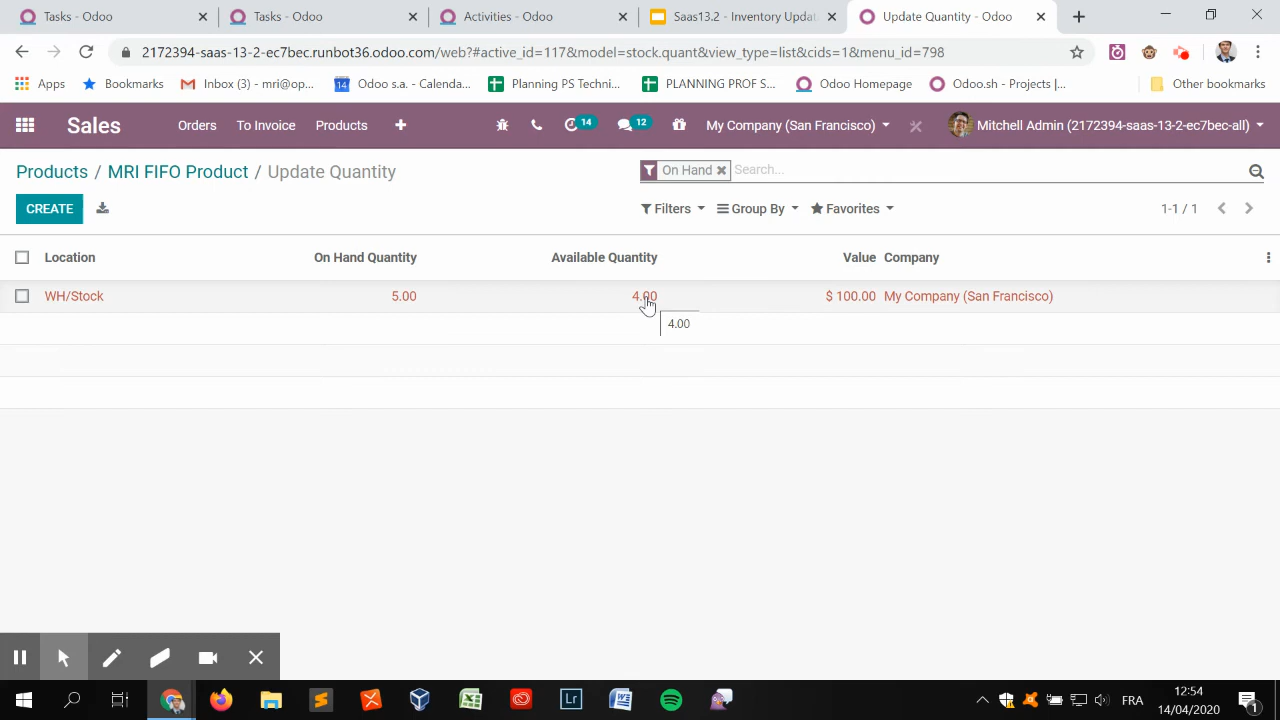 Tasks - Odoo
Tasks - Odoo
Activities - Odoo
Saas13.2 - Inventory Updat
Update Quantity - Odoo
2172394-saas-13-2-ec7bec.runbot36.odoo.com/web?#active_id=117&model=stock.quant&view_type=list&cids=1&menu_id=798
Apps
Bookmarks
Inbox (3) - mri@op...
Odoo s.a. - Calenda...
Planning PS Techni...
PLANNING PROF S...
Odoo Homepage
Odoo.sh - Projects |...
Other bookmarks
Sales
Orders
To Invoice
Products
14
12
My Company (San Francisco)
Mitchell Admin (2172394-saas-13-2-ec7bec-all)
Products / MRI FIFO Product / Update Quantity
On Hand
Search...
CREATE
Filters
Group By
Favorites
1-1 / 1
Location
On Hand Quantity
Available Quantity
Value
Company
WH/Stock
5.00
4.00
$ 100.00
My Company (San Francisco)
4.00
FRA
12:54
14/04/2020
1